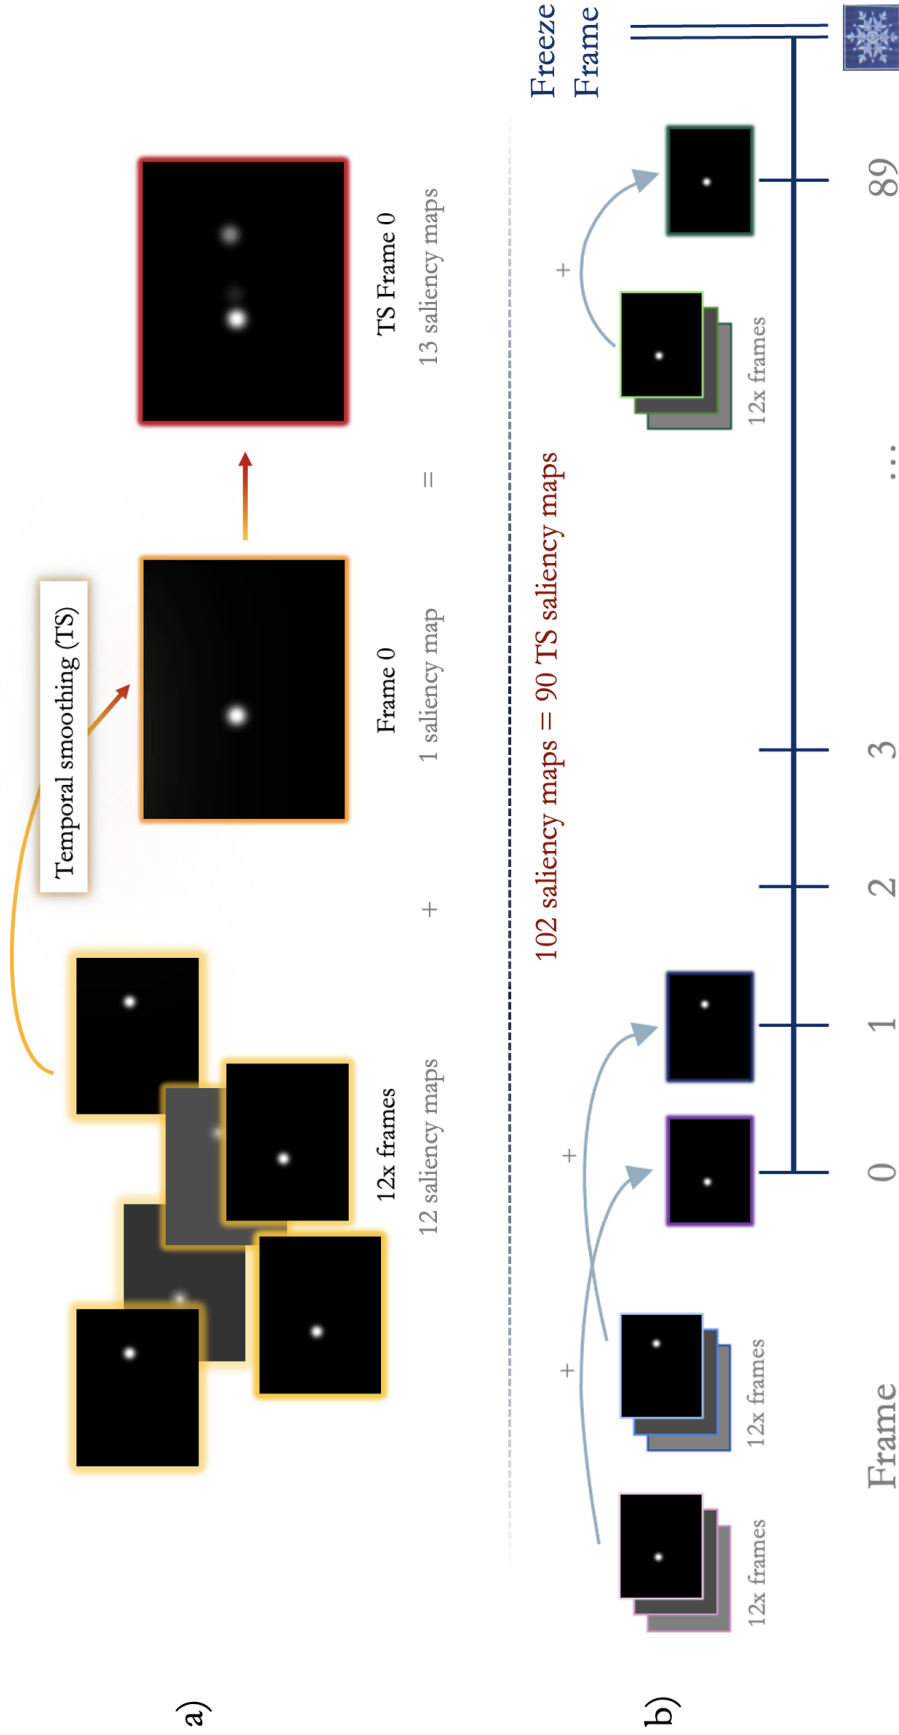 a)
Temporal smoothing (TS)
12x frames
Frame 0
TS Frame 0
12 saliency maps
+
1 saliency map
=
13 saliency maps
b)
102 saliency maps = 90 TS saliency maps
Freeze
Frame
+
+
+
12x frames
12x frames
12x frames
Frame
0
1
2
3
...
89